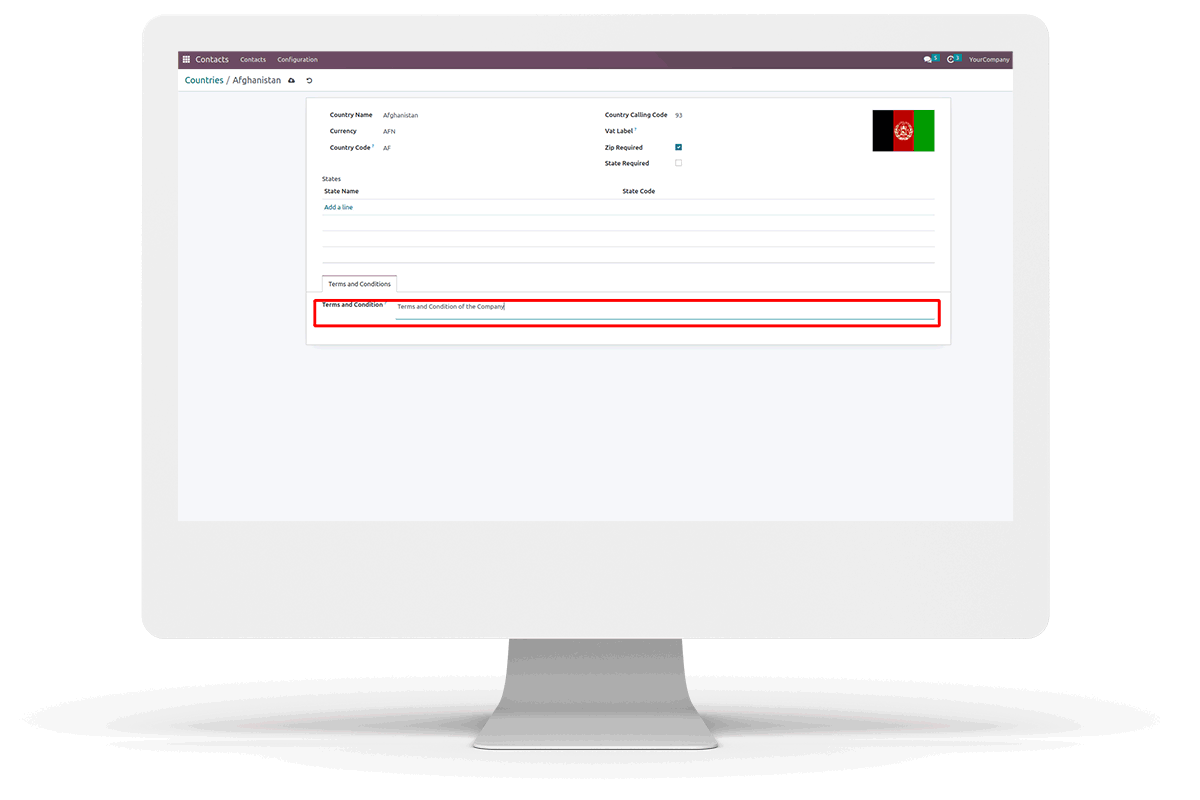 Contacts Contacts Configuration 5 3 YourCompany
Countries / Afghanistan
Country Name Afghanistan Country Calling Code 93
Currency AFN Vat Label ?
Country Code ? AF Zip Required
State Required
States
State Name State Code
Add a line
Terms and Conditions
Terms and Condition ? Terms and Condition of the Company